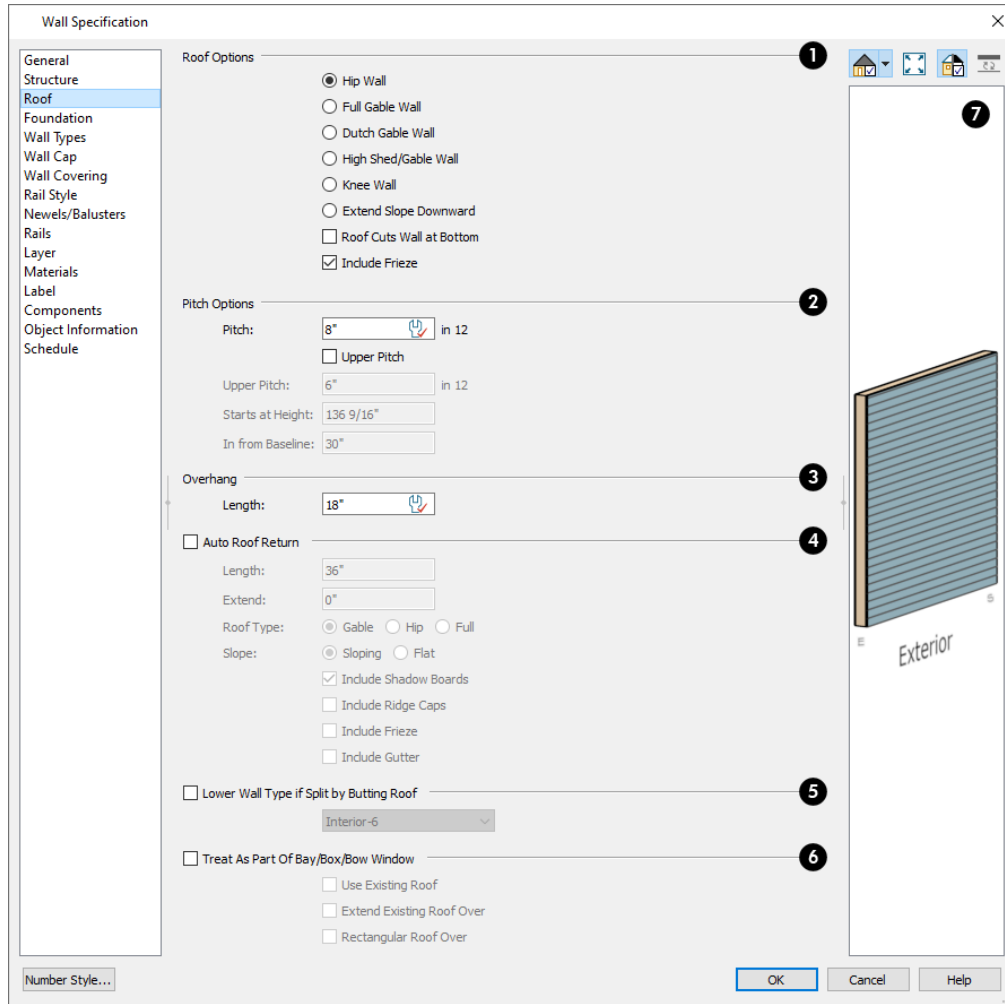 Wall Specification
General
Structure
Roof
Foundation
Wall Types
Wall Cap
Wall Covering
Rail Style
Newels/Balusters
Rails
Layer
Materials
Label
Components
Object Information
Schedule
Roof Options 1
Hip Wall
Full Gable Wall
Dutch Gable Wall
High Shed/Gable Wall
Knee Wall
Extend Slope Downward
Roof Cuts Wall at Bottom
Include Frieze
Pitch Options 2
Pitch: 8" in 12
Upper Pitch
Upper Pitch: 6" in 12
Starts at Height: 136 9/16"
In from Baseline: 30"
Overhang 3
Length: 18"
Auto Roof Return 4
Length: 36"
Extend: 0"
Roof Type: Gable Hip Full
Slope: Sloping Flat
Include Shadow Boards
Include Ridge Caps
Include Frieze
Include Gutter
Lower Wall Type if Split by Butting Roof 5
Interior-6
Treat As Part Of Bay/Box/Bow Window 6
Use Existing Roof
Extend Existing Roof Over
Rectangular Roof Over
7
E
S
Exterior
Number Style...
OK
Cancel
Help